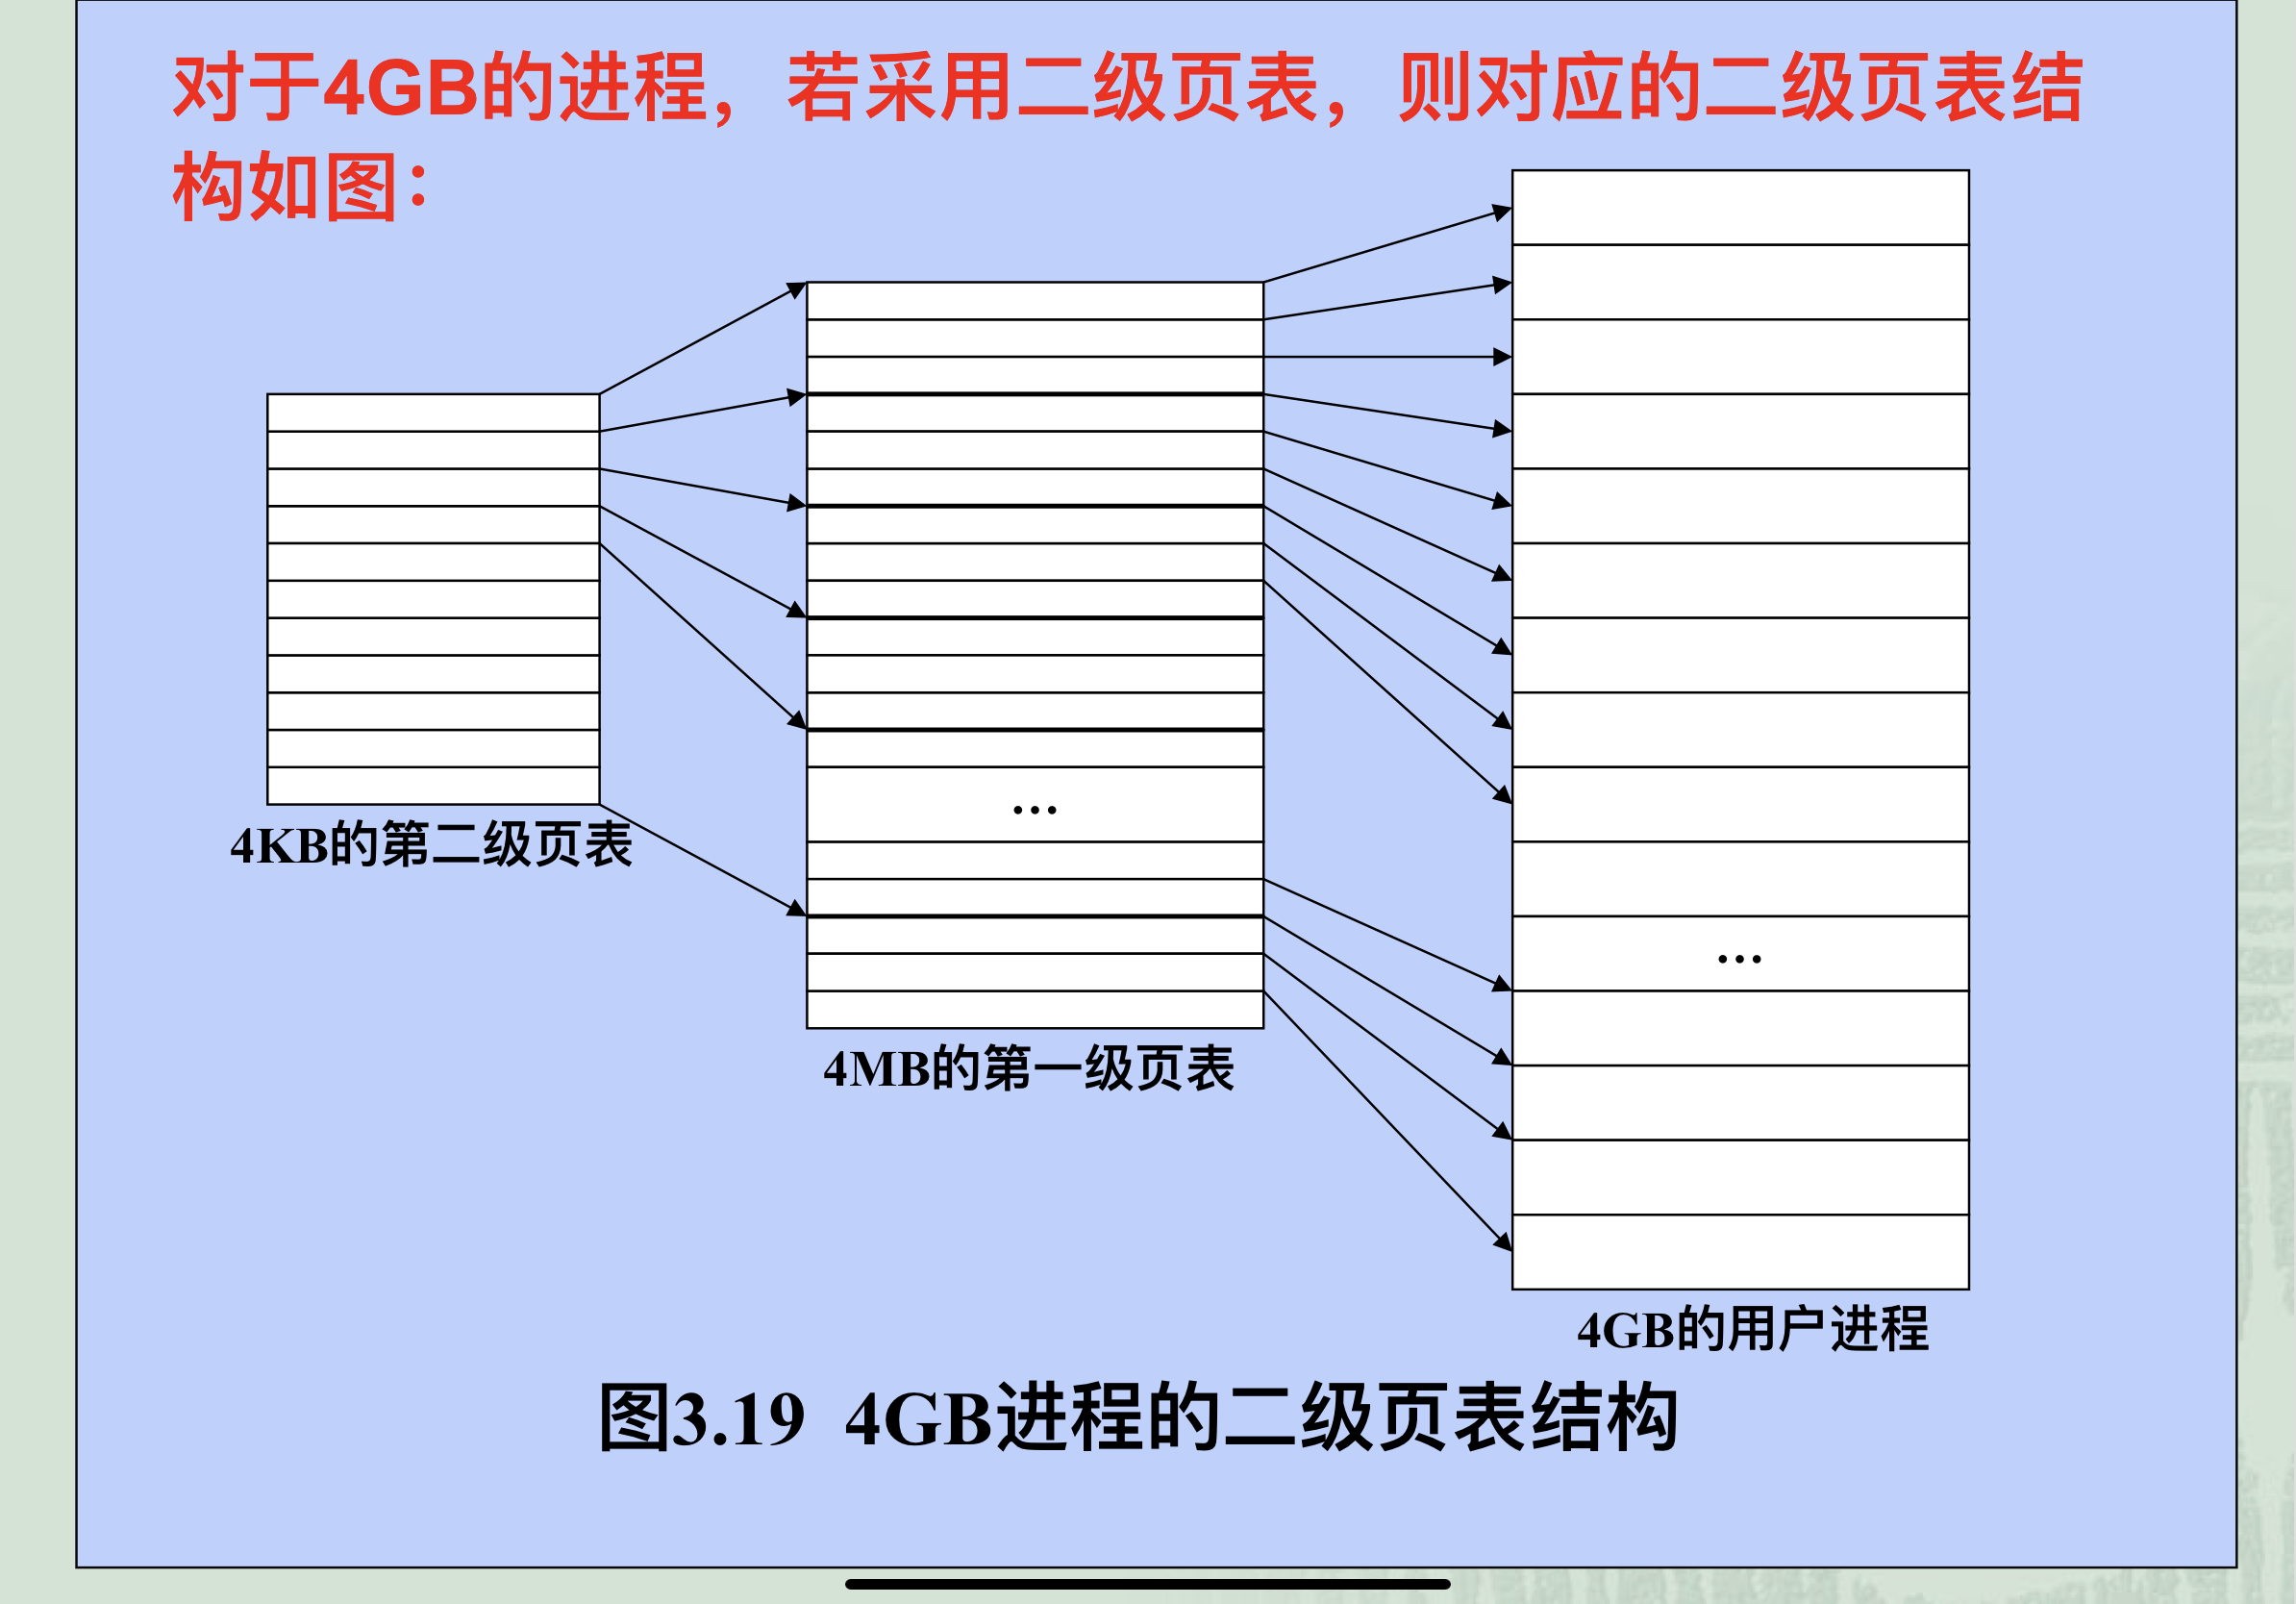 对于4GB的进程，若采用二级页表，则对应的二级页表结
构如图：
…
4KB的第二级页表
…
4MB的第一级页表
4GB的用户进程
图3.19 4GB进程的二级页表结构